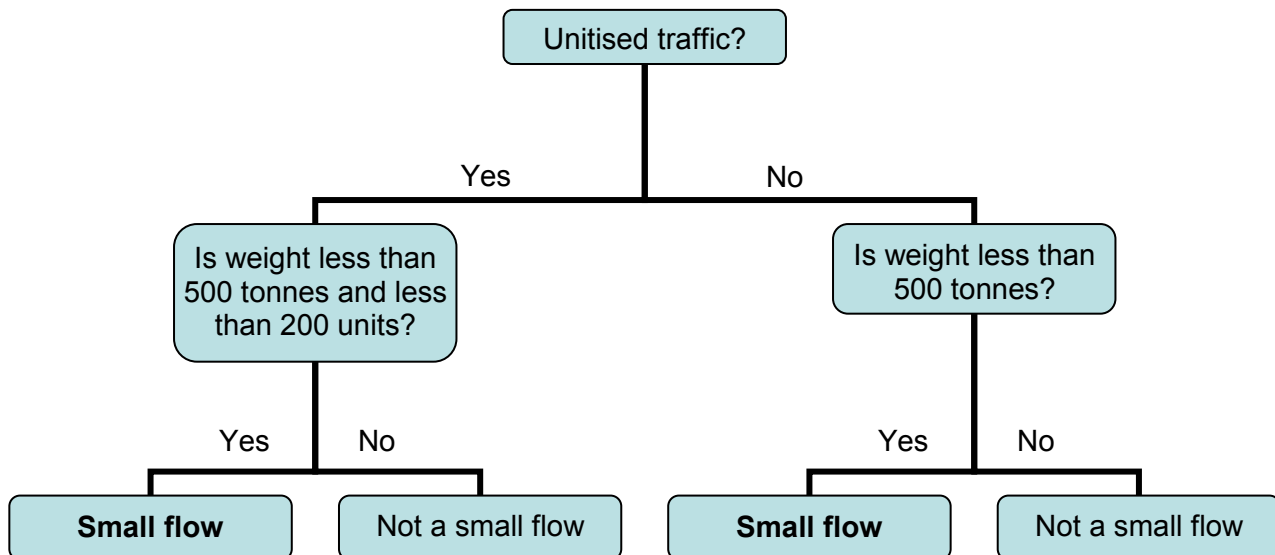 Unitised traffic?
Yes
No
Is weight less than
500 tonnes and less
than 200 units?
Is weight less than
500 tonnes?
Yes
No
Yes
No
Small flow
Not a small flow
Small flow
Not a small flow